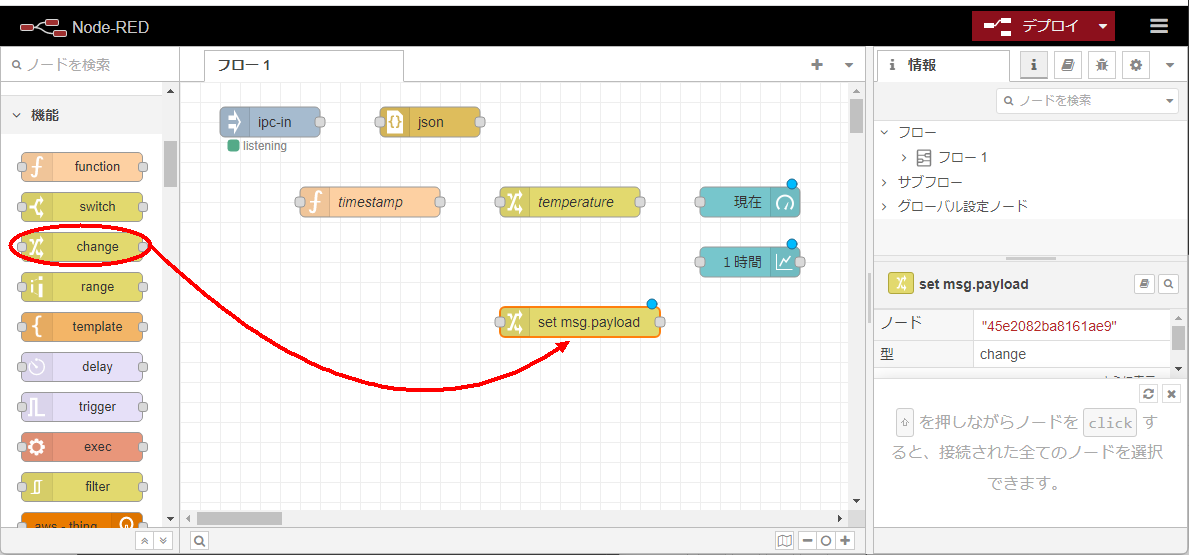 Node-RED
デプロイ
ノードを検索
フロー 1
情報
機能
function
switch
change
range
template
delay
trigger
exec
filter
aws - thing
ipc-in
listening
json
timestamp
temperature
現在
1 時間
set msg.payload
ノードを検索
フロー
フロー 1
サブフロー
グローバル設定ノード
set msg.payload
ノード "45e2082ba8161ae9"
型 change
⇧ を押しながらノードを click す
ると、接続された全てのノードを選択
できます。